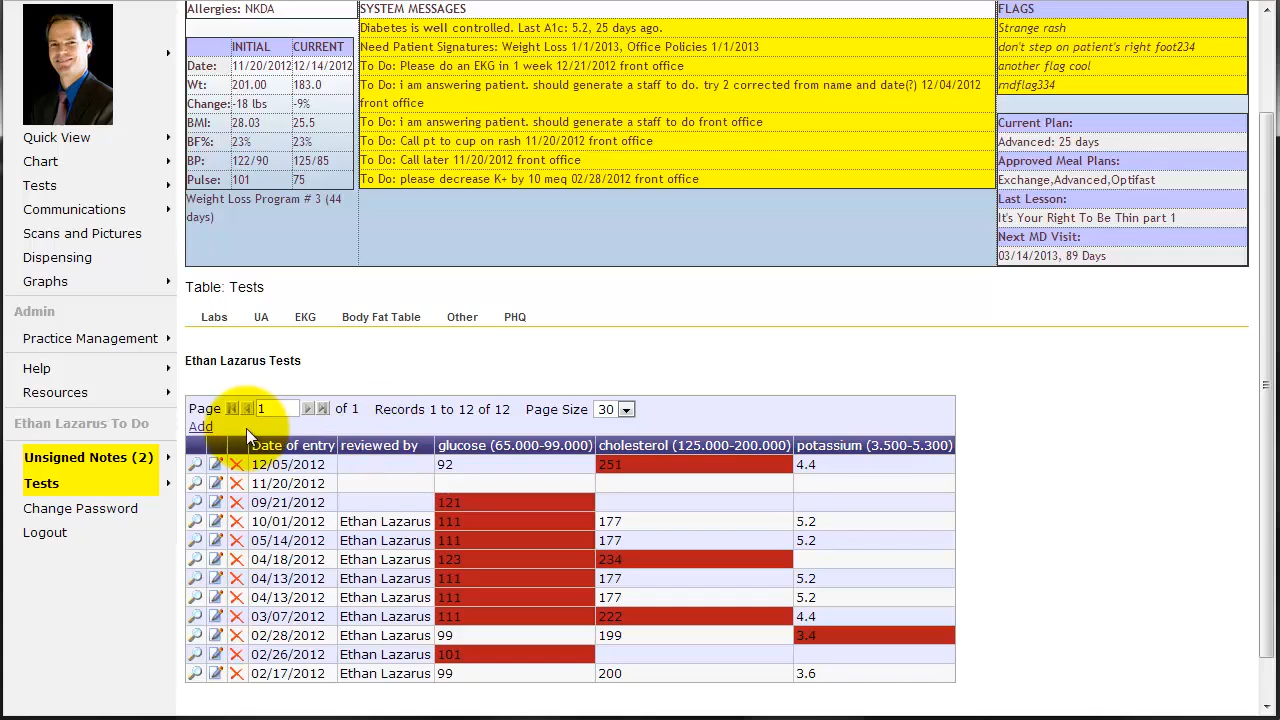 Allergies: NKDA
SYSTEM MESSAGES
FLAGS
Diabetes is well controlled. Last A1c: 5.2, 25 days ago.
Need Patient Signatures: Weight Loss 1/1/2013, Office Policies 1/1/2013
To Do: Please do an EKG in 1 week 12/21/2012 front office
To Do: i am answering patient. should generate a staff to do. try 2 corrected from name and date(?) 12/04/2012
front office
To Do: i am answering patient. should generate a staff to do front office
To Do: Call pt to cup on rash 11/20/2012 front office
To Do: Call later 11/20/2012 front office
To Do: please decrease K+ by 10 meq 02/28/2012 front office
Strange rash
don't step on patient's right foot234
another flag cool
rndflag334
INITIAL CURRENT
Date: 11/20/2012 12/14/2012
Wt: 201.00 183.0
Change: -18 lbs -9%
BMI: 28.03 25.5
BF%: 23% 23%
BP: 122/90 125/85
Pulse: 101 75
Weight Loss Program # 3 (44
days)
Current Plan:
Advanced: 25 days
Approved Meal Plans:
Exchange,Advanced,Optifast
Last Lesson:
It's Your Right To Be Thin part 1
Next MD Visit:
03/14/2013, 89 Days
Quick View
Chart
Tests
Communications
Scans and Pictures
Dispensing
Graphs
Admin
Practice Management
Help
Resources
Ethan Lazarus To Do
Unsigned Notes (2)
Tests
Change Password
Logout
Table: Tests
Labs UA EKG Body Fat Table Other PHQ
Ethan Lazarus Tests
Page 1 of 1 Records 1 to 12 of 12 Page Size 30
Add
Date of entry reviewed by glucose (65.000-99.000) cholesterol (125.000-200.000) potassium (3.500-5.300)
12/05/2012 92 251 4.4
11/20/2012
09/21/2012 121
10/01/2012 Ethan Lazarus 111 177 5.2
05/14/2012 Ethan Lazarus 111 177 5.2
04/18/2012 Ethan Lazarus 123 234
04/13/2012 Ethan Lazarus 111 177 5.2
04/13/2012 Ethan Lazarus 111 177 5.2
03/07/2012 Ethan Lazarus 111 222 4.4
02/28/2012 Ethan Lazarus 99 199 3.4
02/26/2012 Ethan Lazarus 101
02/17/2012 Ethan Lazarus 99 200 3.6